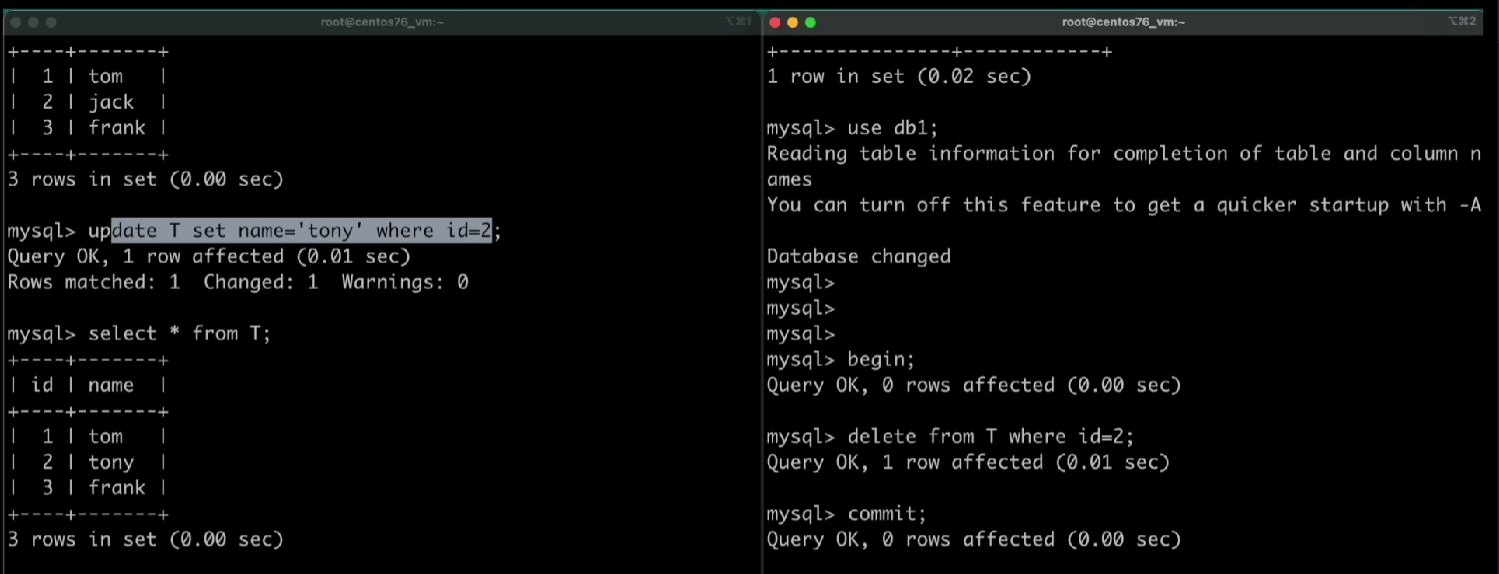 root@centos76_vm:~ ⌥⌘1
+----+-------+
|  1 | tom   |
|  2 | jack  |
|  3 | frank |
+----+-------+
3 rows in set (0.00 sec)
mysql> update T set name='tony' where id=2;
Query OK, 1 row affected (0.01 sec)
Rows matched: 1  Changed: 1  Warnings: 0
mysql> select * from T;
+----+-------+
| id | name  |
+----+-------+
|  1 | tom   |
|  2 | tony  |
|  3 | frank |
+----+-------+
3 rows in set (0.00 sec)
root@centos76_vm:~ ⌥⌘2
+---------------+------------+
1 row in set (0.02 sec)
mysql> use db1;
Reading table information for completion of table and column n
ames
You can turn off this feature to get a quicker startup with -A
Database changed
mysql>
mysql>
mysql>
mysql> begin;
Query OK, 0 rows affected (0.00 sec)
mysql> delete from T where id=2;
Query OK, 1 row affected (0.01 sec)
mysql> commit;
Query OK, 0 rows affected (0.00 sec)